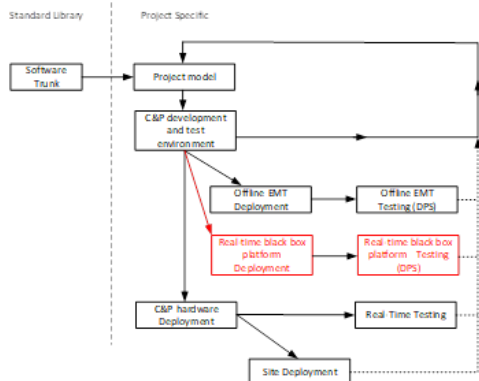 Standard Library
Project Specific
Software
Trunk
Project model
C&P development
and test
environment
Offline EMT
Deployment
Offline EMT
Testing (DPS)
Real-time black box
platform
Deployment
Real-time black box
platform Testing
(DPS)
C&P hardware
Deployment
Real-Time Testing
Site Deployment